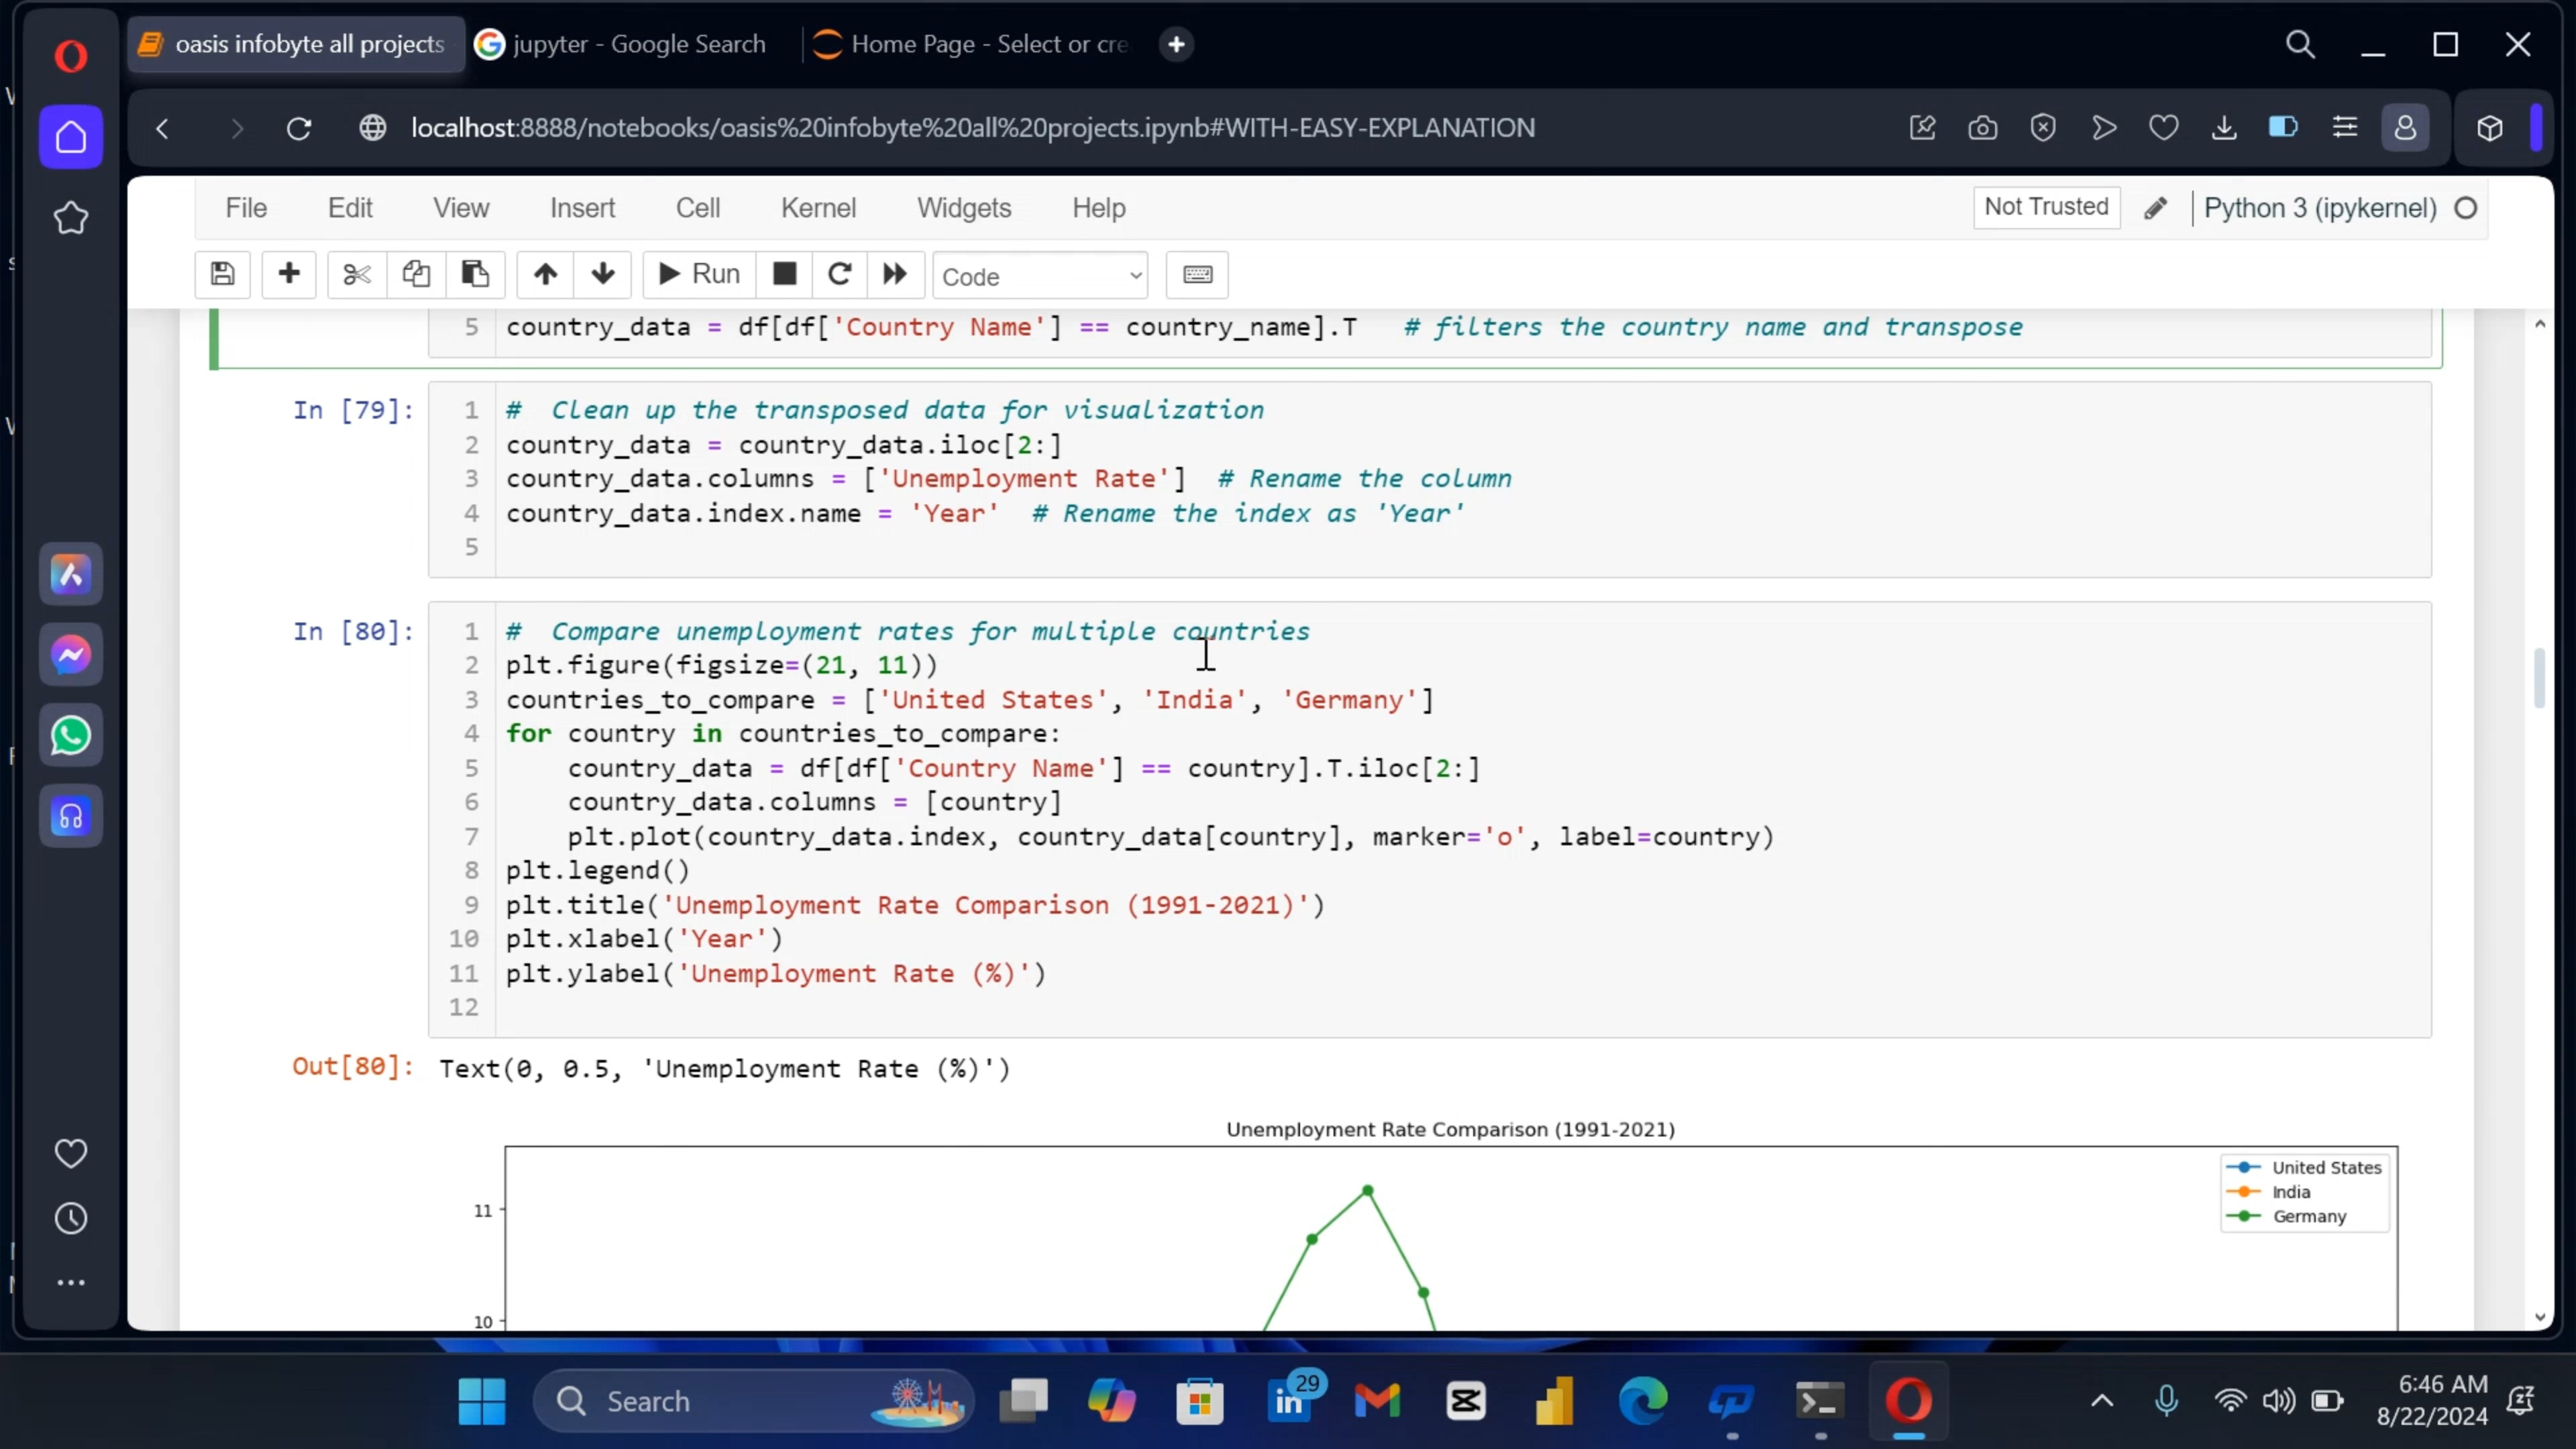 oasis infobyte all projects
jupyter - Google Search
Home Page - Select or cre
localhost:8888/notebooks/oasis%20infobyte%20all%20projects.ipynb#WITH-EASY-EXPLANATION
File Edit View Insert Cell Kernel Widgets Help
Not Trusted
Python 3 (ipykernel)
Run
Code
5 country_data = df[df['Country Name'] == country_name].T # filters the country name and transpose
In [79]:
1 # Clean up the transposed data for visualization
2 country_data = country_data.iloc[2:]
3 country_data.columns = ['Unemployment Rate'] # Rename the column
4 country_data.index.name = 'Year' # Rename the index as 'Year'
5
In [80]:
1 # Compare unemployment rates for multiple countries
2 plt.figure(figsize=(21, 11))
3 countries_to_compare = ['United States', 'India', 'Germany']
4 for country in countries_to_compare:
5 country_data = df[df['Country Name'] == country].T.iloc[2:]
6 country_data.columns = [country]
7 plt.plot(country_data.index, country_data[country], marker='o', label=country)
8 plt.legend()
9 plt.title('Unemployment Rate Comparison (1991-2021)')
10 plt.xlabel('Year')
11 plt.ylabel('Unemployment Rate (%)')
12
Out[80]: Text(0, 0.5, 'Unemployment Rate (%)')
Unemployment Rate Comparison (1991-2021)
United States
India
Germany
11
10
Search
29
6:46 AM
8/22/2024